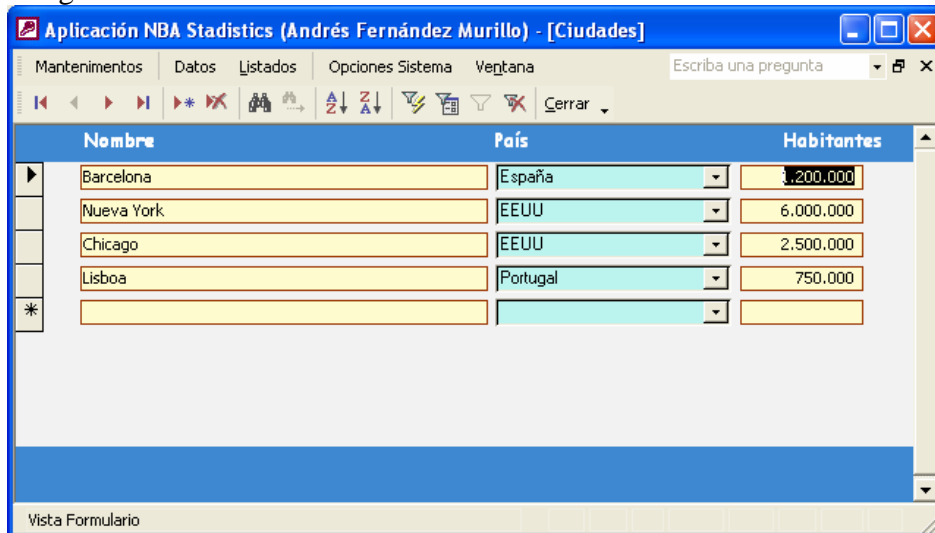 Aplicación NBA Stadistics (Andrés Fernández Murillo) - [Ciudades]
Mantenimentos Datos Listados Opciones Sistema Ventana Escriba una pregunta
Cerrar
Nombre País Habitantes
Barcelona España 1.200.000
Nueva York EEUU 6.000.000
Chicago EEUU 2.500.000
Lisboa Portugal 750.000
Vista Formulario